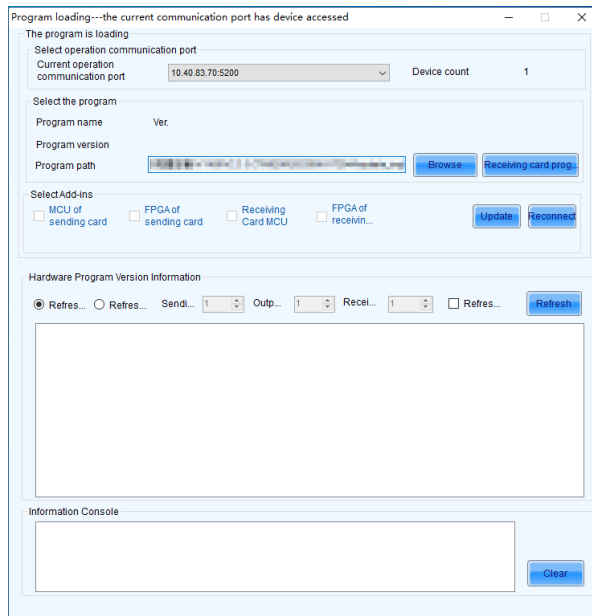 Program loading---the current communication port has device accessed
The program is loading
Select operation communication port
Current operation communication port
10.40.83.70:5200
Device count
1
Select the program
Program name
Ver.
Program version
Program path
Browse
Receiving card prog..
Select Add-ins
MCU of sending card
FPGA of sending card
Receiving Card MCU
FPGA of receivin...
Update
Reconnect
Hardware Program Version Information
Refres...
Refres...
Sendi...
1
Outp...
1
Recei...
1
Refres...
Refresh
Information Console
Clear